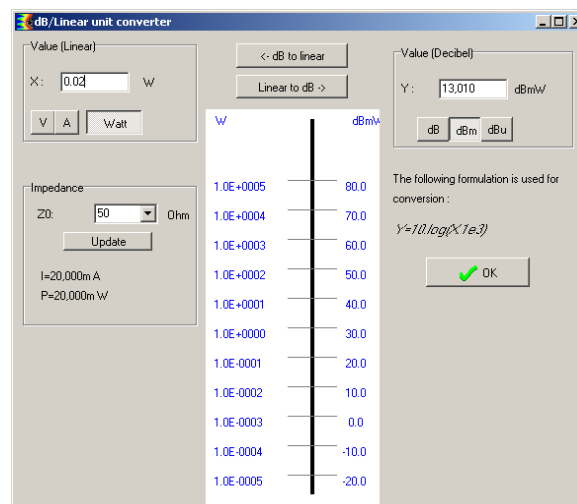 dB/Linear unit converter
Value (Linear)
X: 0.02 W
V A Watt
<- dB to linear
Linear to dB ->
Value (Decibel)
Y: 13,010 dBmW
dB dBm dBu
Impedance
Z0: 50 Ohm
Update
I=20,000m A
P=20,000m W
W dBmW
1.0E+0005 80.0
1.0E+0004 70.0
1.0E+0003 60.0
1.0E+0002 50.0
1.0E+0001 40.0
1.0E+0000 30.0
1.0E-0001 20.0
1.0E-0002 10.0
1.0E-0003 0.0
1.0E-0004 -10.0
1.0E-0005 -20.0
The following formulation is used for
conversion :
Y=10.log(X.1e3)
OK